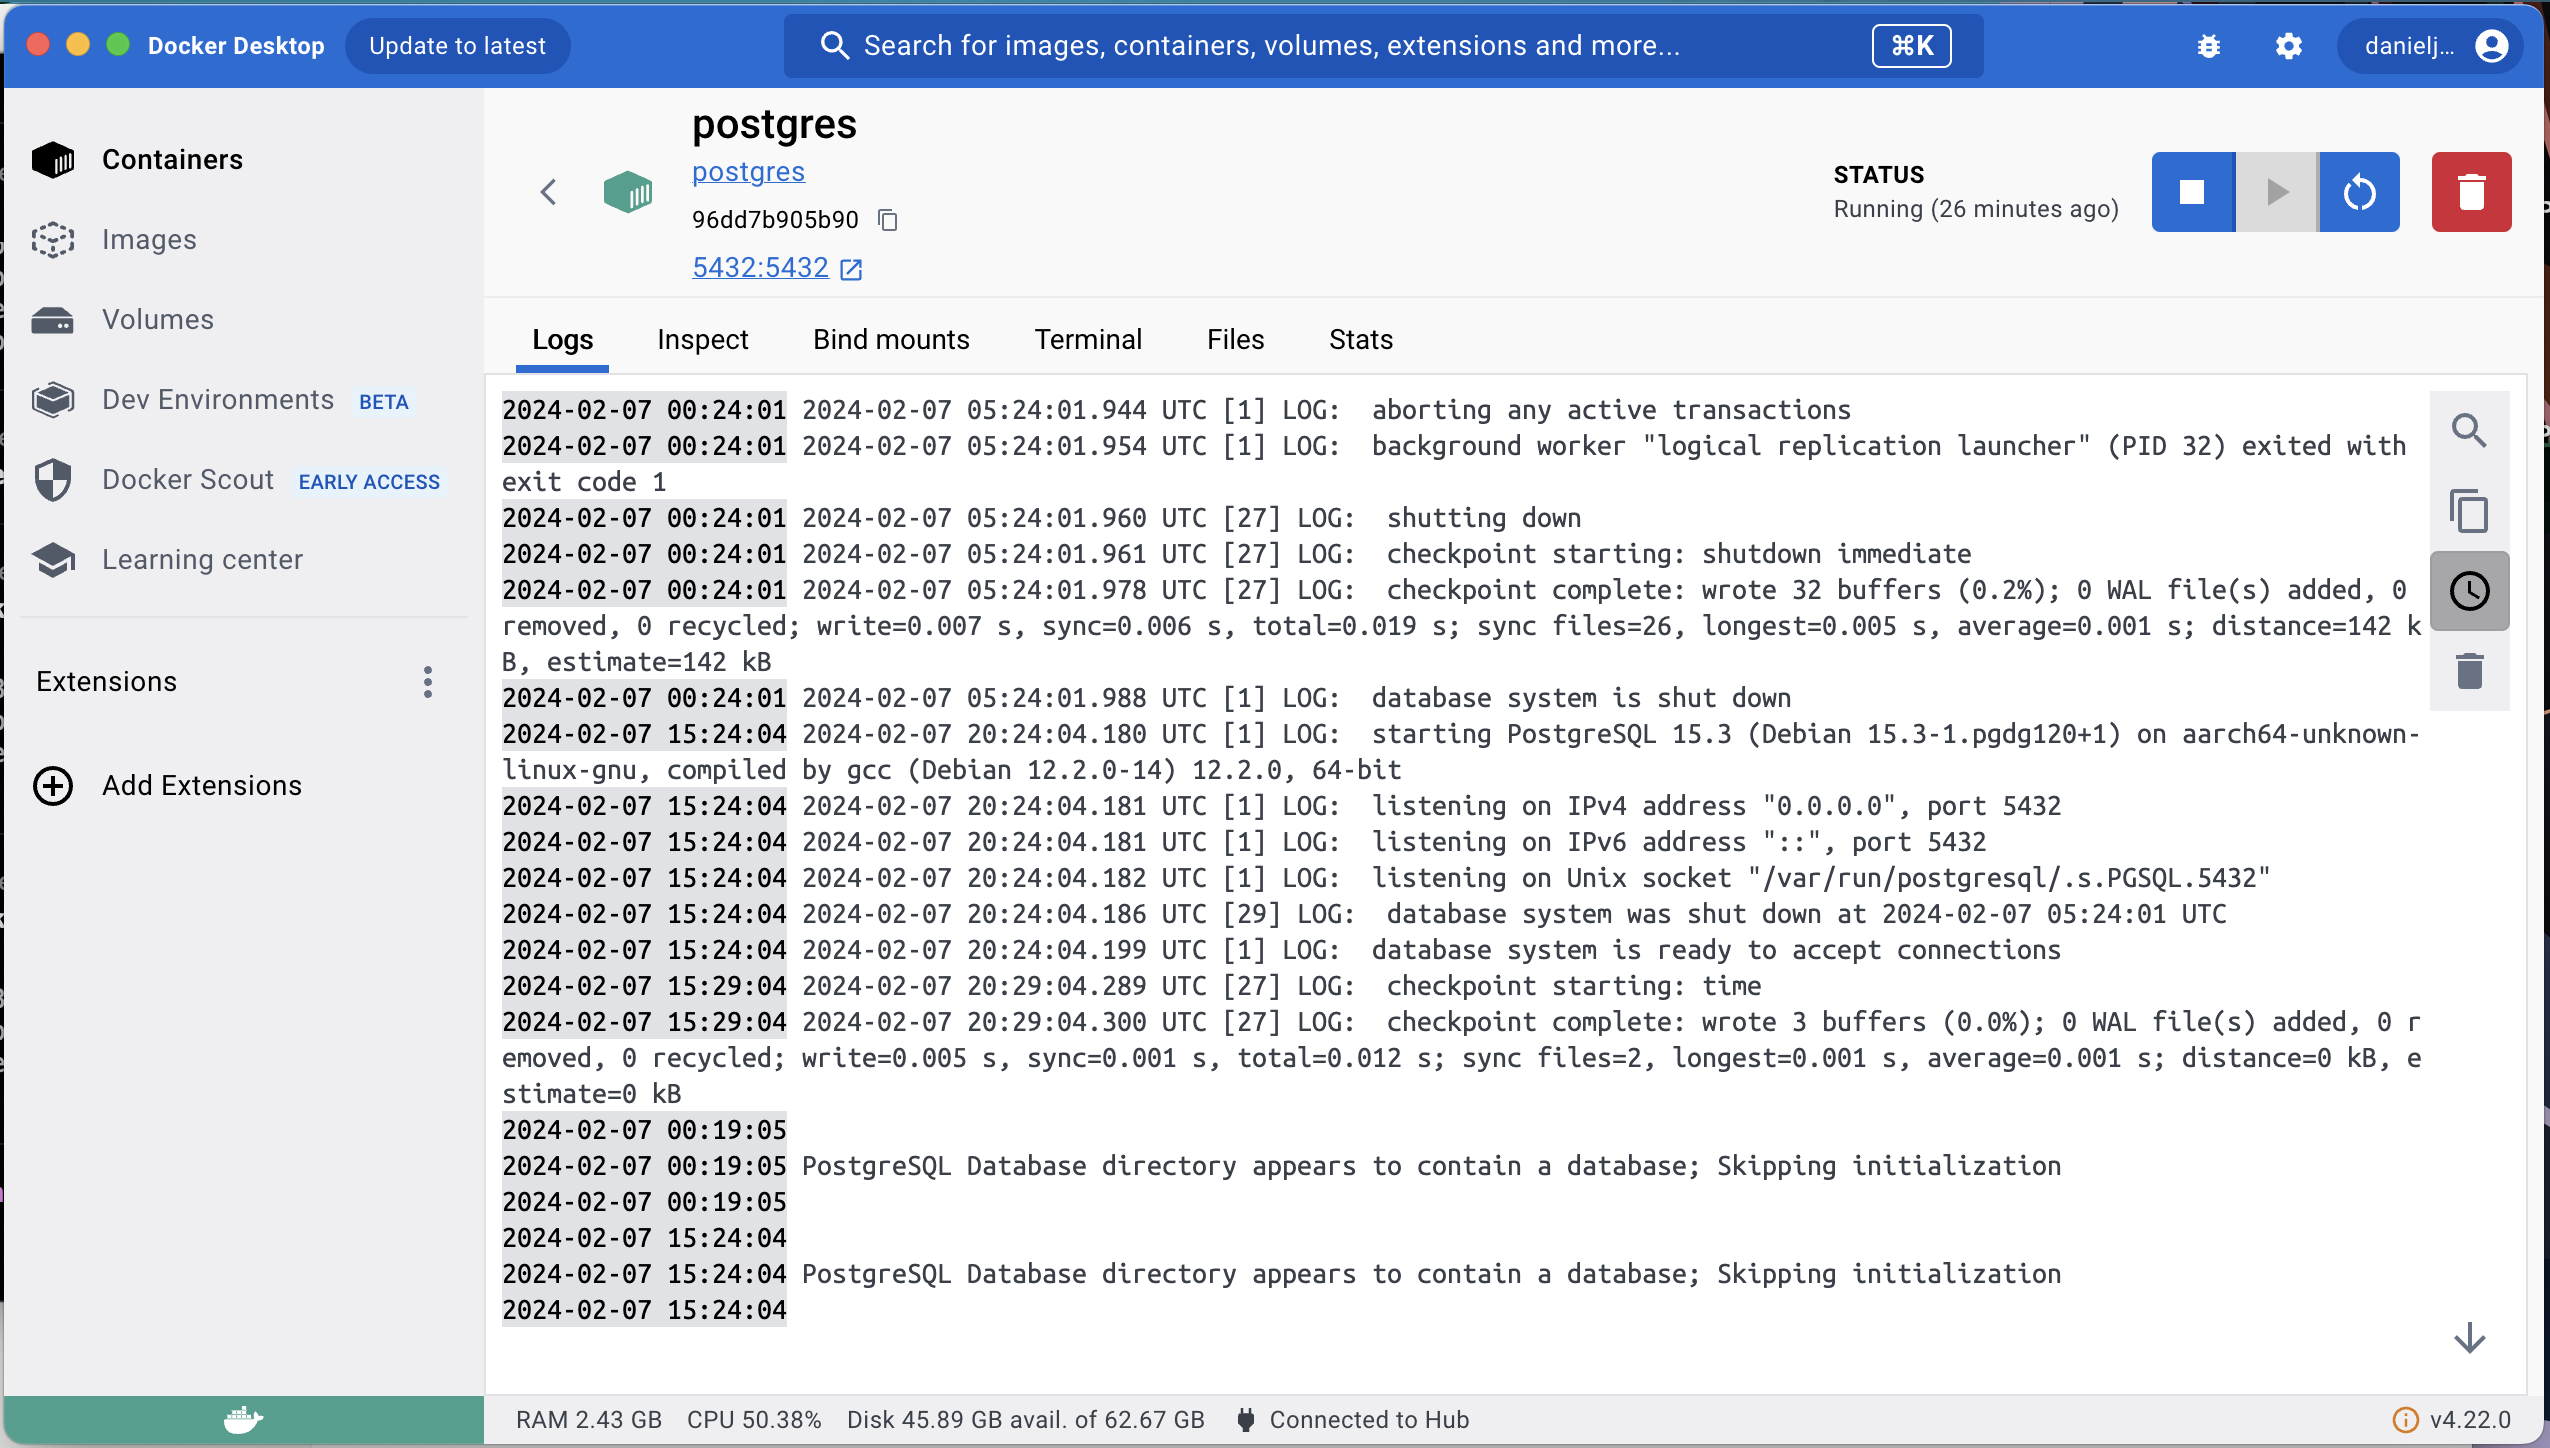 Docker Desktop
Update to latest
Search for images, containers, volumes, extensions and more...
⌘K
danielj...
Containers
Images
Volumes
Dev Environments BETA
Docker Scout EARLY ACCESS
Learning center
Extensions
Add Extensions
postgres
postgres
96dd7b905b90
5432:5432
STATUS
Running (26 minutes ago)
Logs Inspect Bind mounts Terminal Files Stats
2024-02-07 00:24:01 2024-02-07 05:24:01.944 UTC [1] LOG:  aborting any active transactions
2024-02-07 00:24:01 2024-02-07 05:24:01.954 UTC [1] LOG:  background worker "logical replication launcher" (PID 32) exited with
exit code 1
2024-02-07 00:24:01 2024-02-07 05:24:01.960 UTC [27] LOG:  shutting down
2024-02-07 00:24:01 2024-02-07 05:24:01.961 UTC [27] LOG:  checkpoint starting: shutdown immediate
2024-02-07 00:24:01 2024-02-07 05:24:01.978 UTC [27] LOG:  checkpoint complete: wrote 32 buffers (0.2%); 0 WAL file(s) added, 0
removed, 0 recycled; write=0.007 s, sync=0.006 s, total=0.019 s; sync files=26, longest=0.005 s, average=0.001 s; distance=142 k
B, estimate=142 kB
2024-02-07 00:24:01 2024-02-07 05:24:01.988 UTC [1] LOG:  database system is shut down
2024-02-07 15:24:04 2024-02-07 20:24:04.180 UTC [1] LOG:  starting PostgreSQL 15.3 (Debian 15.3-1.pgdg120+1) on aarch64-unknown-
linux-gnu, compiled by gcc (Debian 12.2.0-14) 12.2.0, 64-bit
2024-02-07 15:24:04 2024-02-07 20:24:04.181 UTC [1] LOG:  listening on IPv4 address "0.0.0.0", port 5432
2024-02-07 15:24:04 2024-02-07 20:24:04.181 UTC [1] LOG:  listening on IPv6 address "::", port 5432
2024-02-07 15:24:04 2024-02-07 20:24:04.182 UTC [1] LOG:  listening on Unix socket "/var/run/postgresql/.s.PGSQL.5432"
2024-02-07 15:24:04 2024-02-07 20:24:04.186 UTC [29] LOG:  database system was shut down at 2024-02-07 05:24:01 UTC
2024-02-07 15:24:04 2024-02-07 20:24:04.199 UTC [1] LOG:  database system is ready to accept connections
2024-02-07 15:29:04 2024-02-07 20:29:04.289 UTC [27] LOG:  checkpoint starting: time
2024-02-07 15:29:04 2024-02-07 20:29:04.300 UTC [27] LOG:  checkpoint complete: wrote 3 buffers (0.0%); 0 WAL file(s) added, 0 r
emoved, 0 recycled; write=0.005 s, sync=0.001 s, total=0.012 s; sync files=2, longest=0.001 s, average=0.001 s; distance=0 kB, e
stimate=0 kB
2024-02-07 00:19:05
2024-02-07 00:19:05 PostgreSQL Database directory appears to contain a database; Skipping initialization
2024-02-07 00:19:05
2024-02-07 15:24:04
2024-02-07 15:24:04 PostgreSQL Database directory appears to contain a database; Skipping initialization
2024-02-07 15:24:04
RAM 2.43 GB CPU 50.38% Disk 45.89 GB avail. of 62.67 GB Connected to Hub
v4.22.0